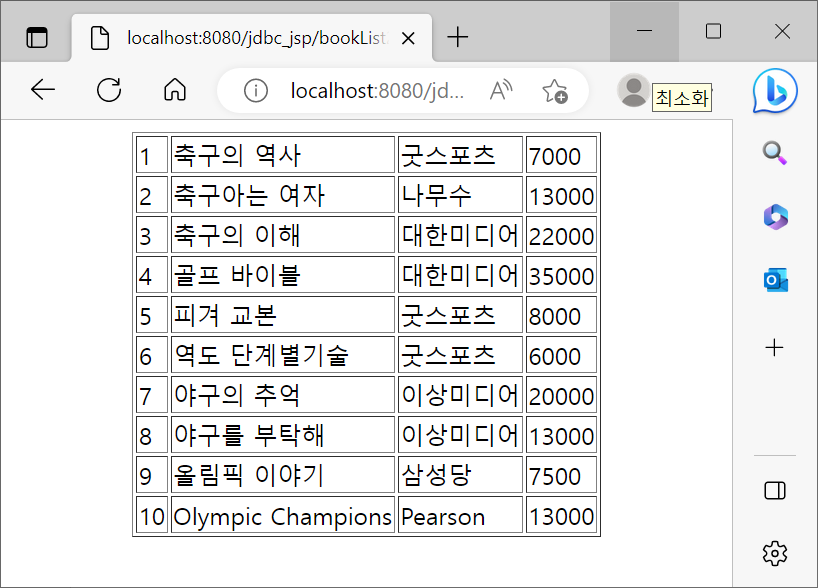 localhost:8080/jdbc_jsp/bookList
localhost:8080/jd...
최소화
1 축구의 역사 굿스포츠 7000
2 축구아는 여자 나무수 13000
3 축구의 이해 대한미디어 22000
4 골프 바이블 대한미디어 35000
5 피겨 교본 굿스포츠 8000
6 역도 단계별기술 굿스포츠 6000
7 야구의 추억 이상미디어 20000
8 야구를 부탁해 이상미디어 13000
9 올림픽 이야기 삼성당 7500
10 Olympic Champions Pearson 13000